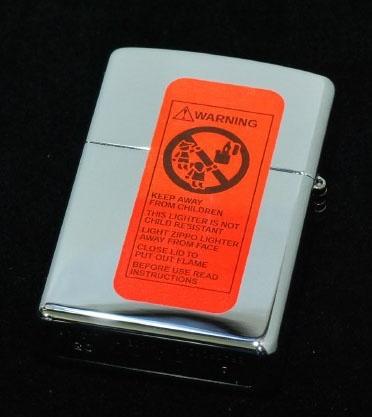 WARNING
KEEP AWAY
FROM CHILDREN
THIS LIGHTER IS NOT
CHILD RESISTANT
LIGHT ZIPPO LIGHTER
AWAY FROM FACE
CLOSE LID TO
PUT OUT FLAME
BEFORE USE READ
INSTRUCTIONS